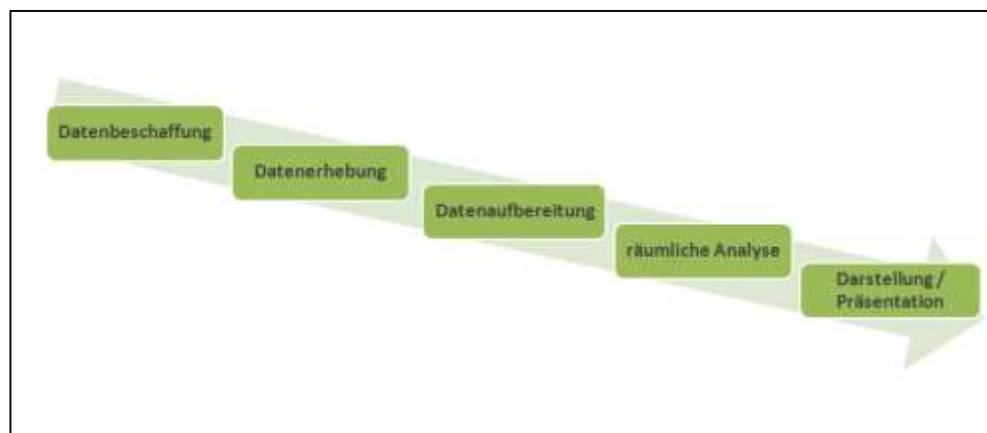 Datenbeschaffung
Datenerhebung
Datenaufbereitung
räumliche Analyse
Darstellung /
Präsentation